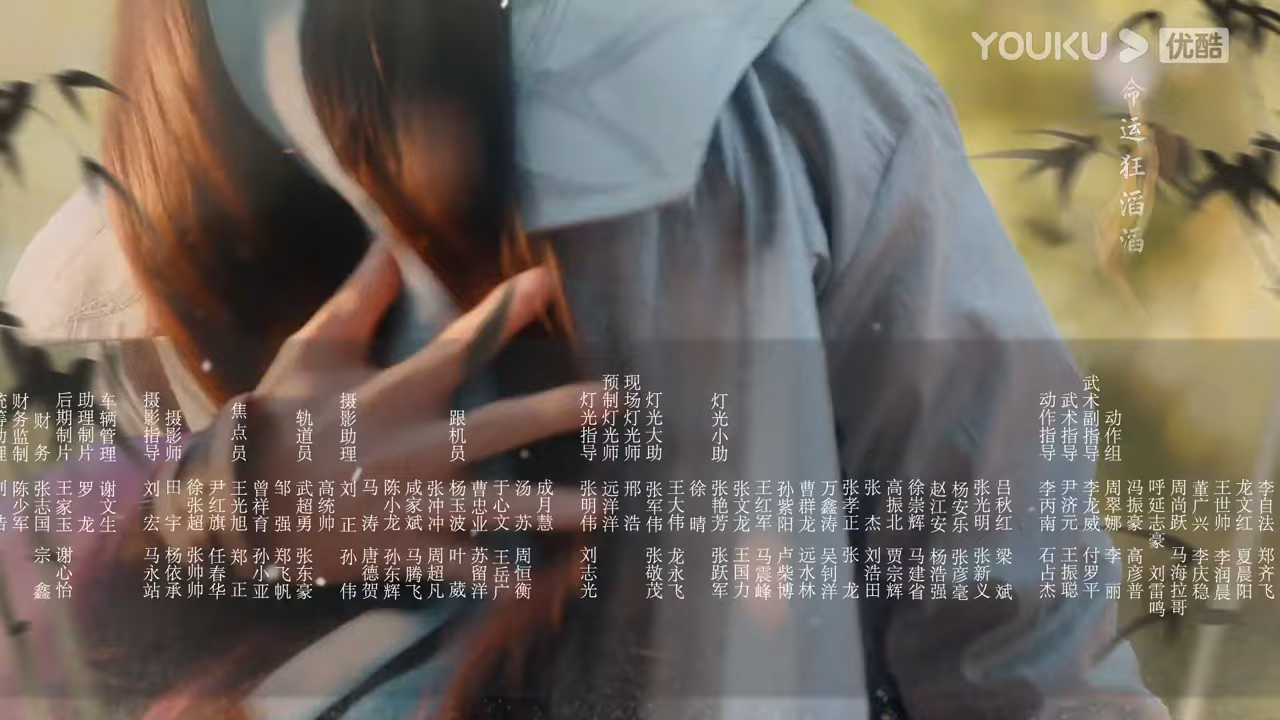 YOUKU 优酷
命运狂滔滔
财务监制
陈少军
财务
张志国
宗鑫
后期制片
王家玉
谢心怡
助理制片
罗龙
车辆管理
谢文生
摄影指导
刘宏
马永站
摄影师
田宇
杨依承
徐张超
张帅帅
尹红旗
任春华
焦点员
王光旭
郑正
曾祥育
孙小亚
邹强
郑飞帆
轨道员
武超勇
张东豪
高统帅
摄影助理
刘正
孙伟
马涛
唐德贺
陈小龙
孙东辉
咸家斌
马腾飞
张冲冲
周超凡
跟机员
杨玉波
叶葳
曹忠业
苏留洋
于心文
王岳广
汤苏
周恒衡
成月慧
灯光指导
张明伟
刘志光
预制灯光师
远洋洋
现场灯光师
邢浩
灯光大助
张军伟
张敬茂
王大伟
龙永飞
徐晴
灯光小助
张艳芳
张跃军
张文龙
王国力
王红军
马震峰
孙紫阳
卢柴博
曹群龙
远水林
万鑫涛
吴钊洋
张孝正
张龙
张杰
刘浩田
高振北
贾宗辉
徐崇辉
马建省
赵江安
杨浩强
杨安乐
张彦毫
张光明
张新义
吕秋红
梁斌
动作指导
李丙南
石占杰
武术指导
尹济元
王振聪
武术副指导
李龙威
付罗平
动作组
周翠娜
李丽
冯振豪
高彦普
呼延志豪
刘雷鸣
周尚跃
马海拉哥
董广兴
李庆稳
王世帅
李润晨
龙文红
夏晨阳
李自法
郑齐飞